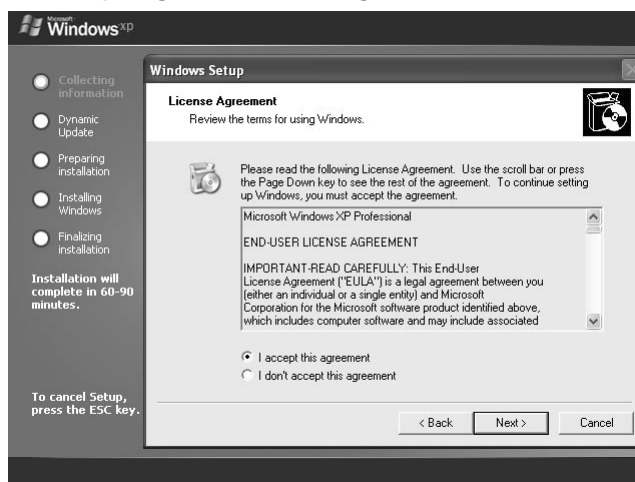 Microsoft
Windows xp
Collecting
information
Dynamic
Update
Preparing
installation
Installing
Windows
Finalizing
installation
Installation will
complete in 60-90
minutes.
To cancel Setup,
press the ESC key.
Windows Setup
License Agreement
Review the terms for using Windows.
Please read the following License Agreement. Use the scroll bar or press
the Page Down key to see the rest of the agreement. To continue setting
up Windows, you must accept the agreement.
Microsoft Windows XP Professional
END-USER LICENSE AGREEMENT
IMPORTANT-READ CAREFULLY: This End-User
License Agreement ("EULA") is a legal agreement between you
(either an individual or a single entity) and Microsoft
Corporation for the Microsoft software product identified above,
which includes computer software and may include associated
I accept this agreement
I don't accept this agreement
< Back Next > Cancel